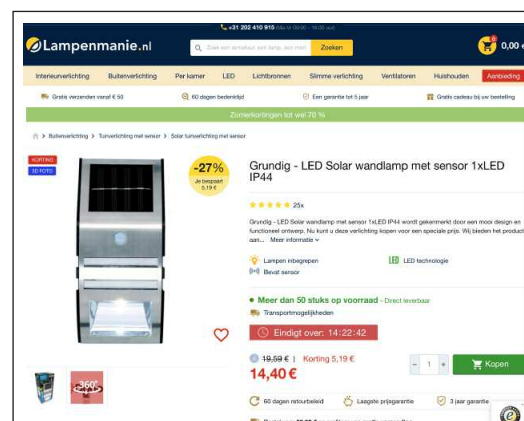 +31 202 410 915
Lampenmanie.nl
Zoeken
0,00 €
Interieurverlichting Buitenverlichting Per kamer LED Lichtbronnen Slimme verlichting Ventilatoren Huishouden Aanbieding
Gratis verzenden vanaf € 50 60 dagen bedenktijd Een garantie tot 5 jaar Gratis cadeau bij uw bestelling
Zomerkortingen tot wel 70 %
Buitenverlichting > Tuinverlichting met sensor > Solar tuinverlichting met sensor
KORTING
3D FOTO
-27%
Je bespaart
5,19 €
Grundig - LED Solar wandlamp met sensor 1xLED
IP44
25x
Grundig - LED Solar wandlamp met sensor 1xLED IP44 wordt gekenmerkt door een mooi design en
functioneel ontwerp. Nu kunt u deze verlichting kopen voor een speciale prijs. Wij bieden het product
aan... Meer informatie
Lampen inbegrepen LED technologie
Bevat sensor
Meer dan 50 stuks op voorraad - Direct leverbaar
Transportmogelijkheden
Eindigt over: 14:22:42
19,59 € | Korting 5,19 €
14,40 €
- 1 + Kopen
360°
60 dagen retourbeleid Laagste prijsgarantie 3 jaar garantie